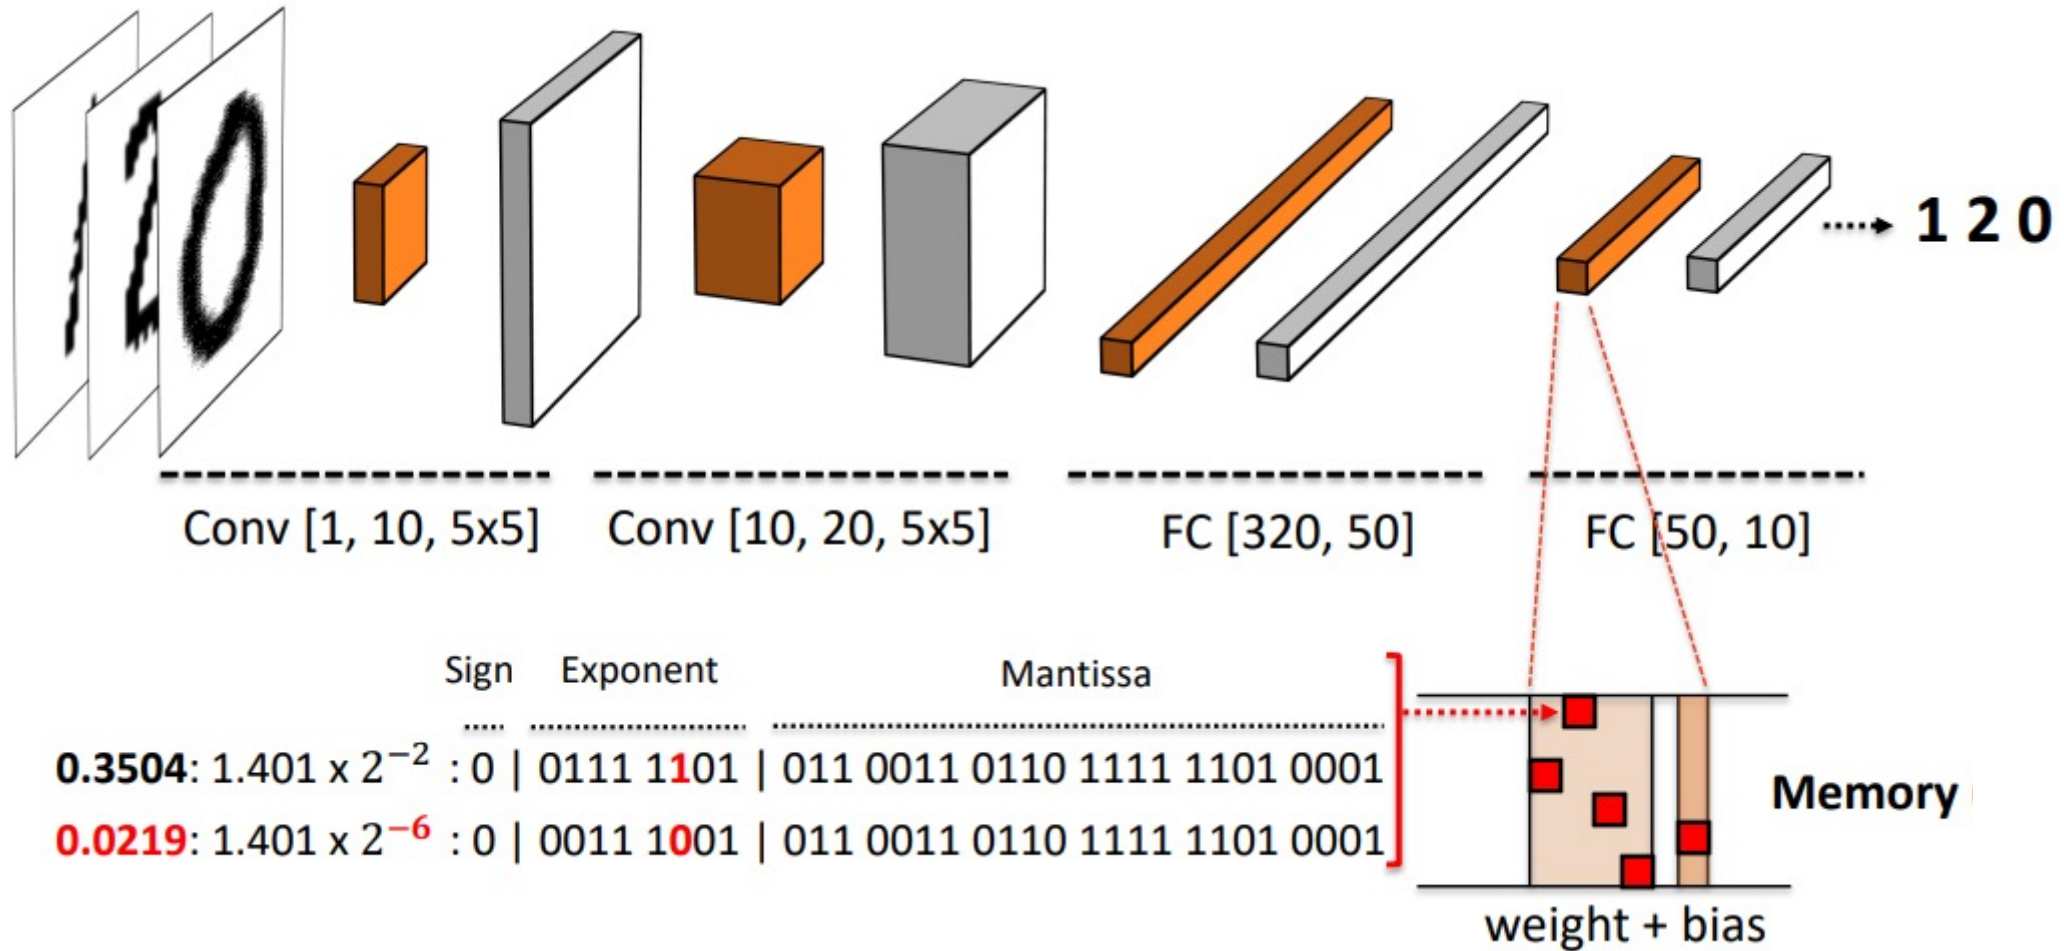 1 2 0
Conv [1, 10, 5x5]
Conv [10, 20, 5x5]
FC [320, 50]
FC [50, 10]
Sign
Exponent
Mantissa
0.3504: 1.401 x 2⁻² : 0 | 0111 1101 | 011 0011 0110 1111 1101 0001
0.0219: 1.401 x 2⁻⁶ : 0 | 0011 1001 | 011 0011 0110 1111 1101 0001
Memory
weight + bias